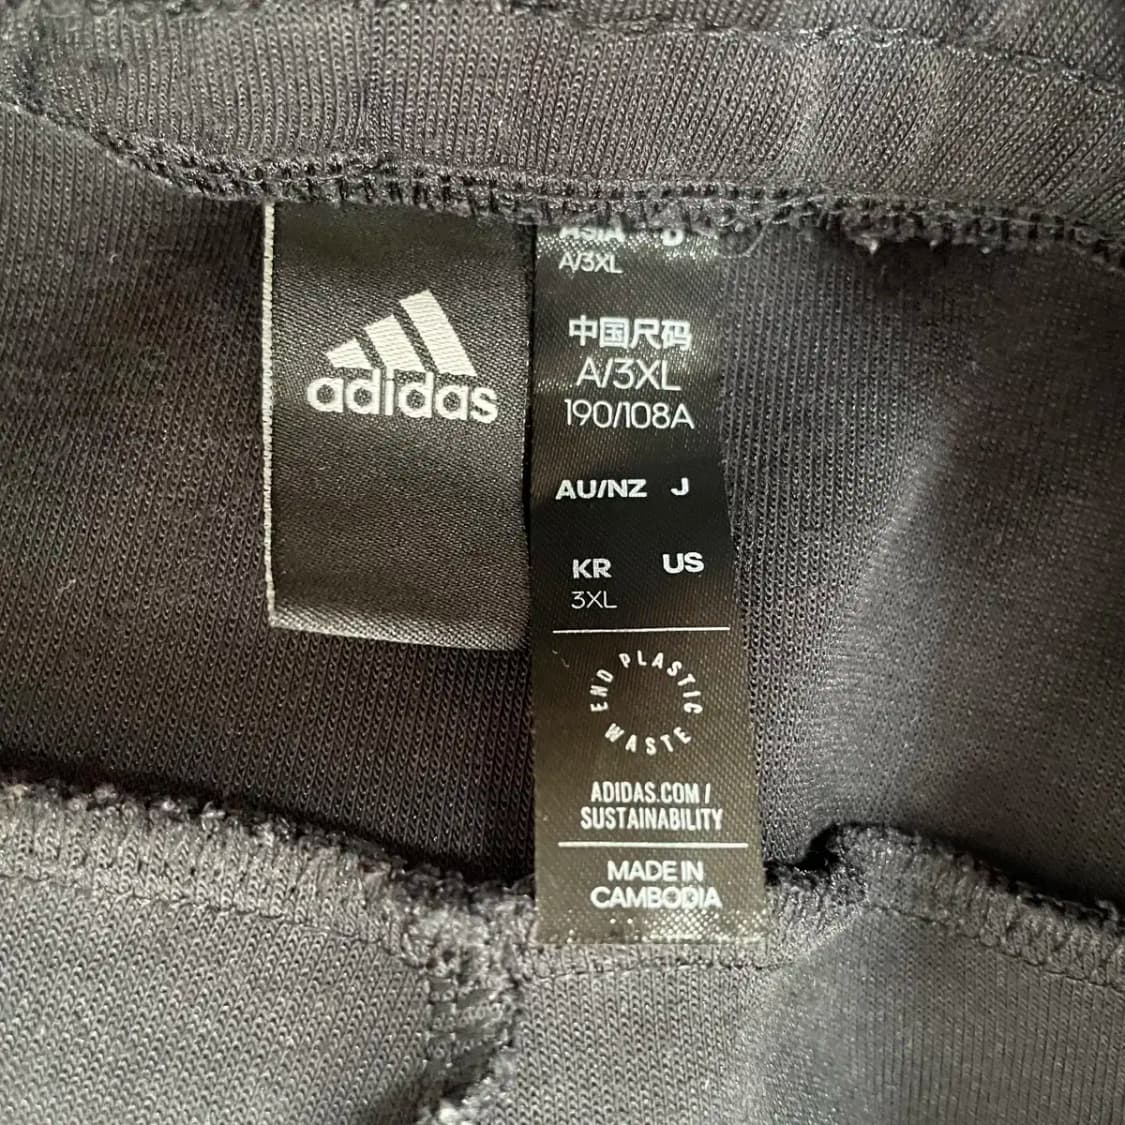 adidas
ASIA D
A/3XL
中国尺码
A/3XL
190/108A
AU/NZ J
KR US
3XL
END PLASTIC WASTE
ADIDAS.COM /
SUSTAINABILITY
MADE IN
CAMBODIA